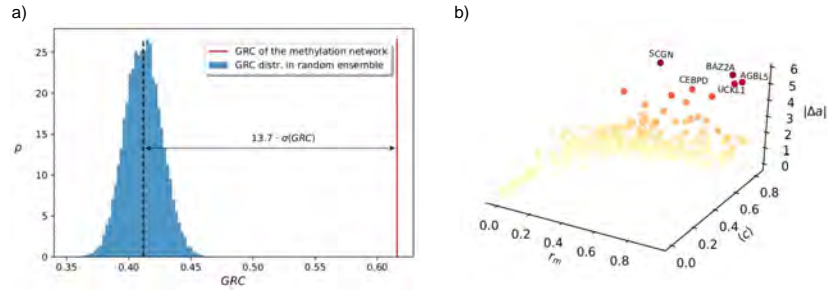 a)
25
20
15
10
5
0
ρ
GRC of the methylation network
GRC distr. in random ensemble
13.7 · σ(GRC)
0.35
0.40
0.45
0.50
0.55
0.60
GRC
b)
SCGN
BAZ2A
AGBL5
CEBPD
UCKL1
6
5
4
3
2
1
0
|Δa|
0.0
0.2
0.4
0.6
0.8
r_m
0.0
0.2
0.4
0.6
0.8
⟨c⟩